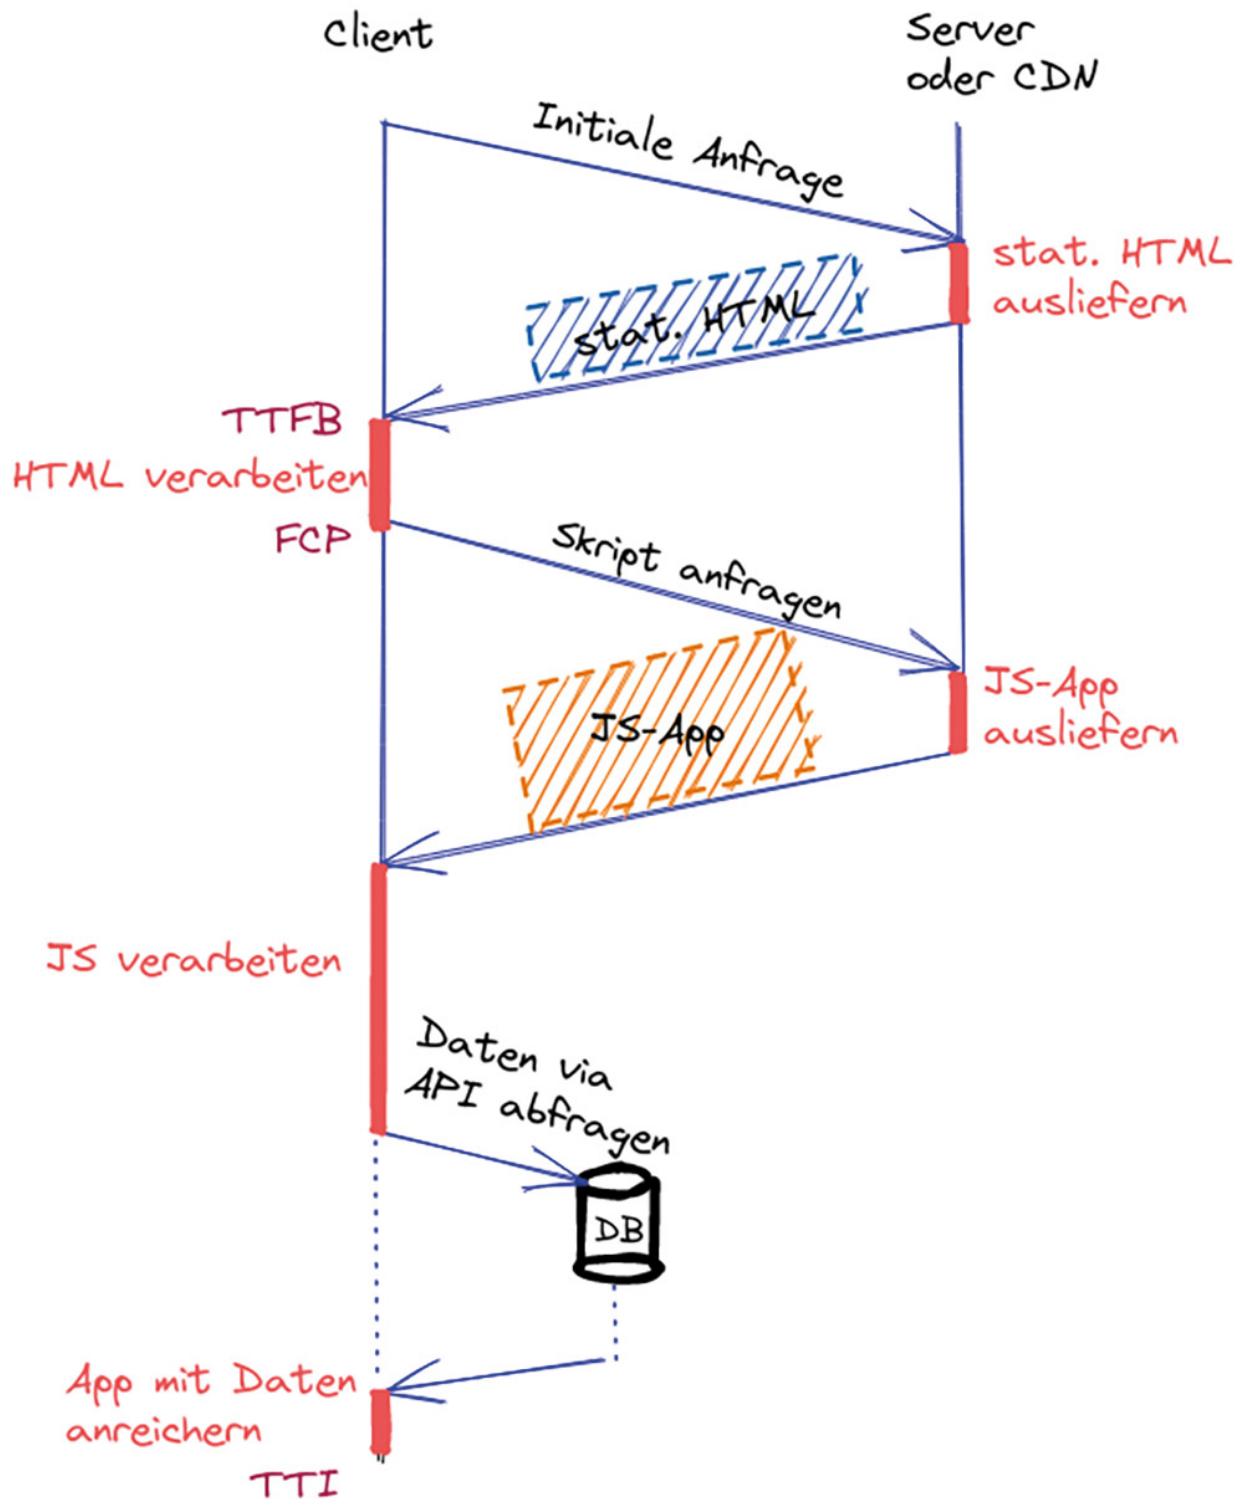 Client
Server
oder CDN
Initiale Anfrage
stat. HTML
ausliefern
stat. HTML
TTFB
HTML verarbeiten
FCP
Skript anfragen
JS-App
ausliefern
JS-App
JS verarbeiten
Daten via
API abfragen
DB
App mit Daten
anreichern
TTI